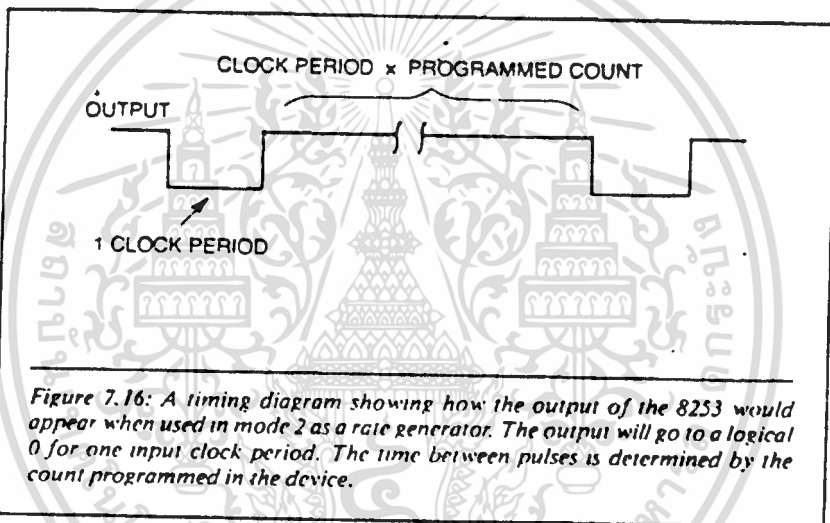 CLOCK PERIOD x PROGRAMMED COUNT
OUTPUT
1 CLOCK PERIOD
Figure 7.16: A timing diagram showing how the output of the 8253 would
appear when used in mode 2 as a rate generator. The output will go to a logical
0 for one input clock period. The time between pulses is determined by the
count programmed in the device.